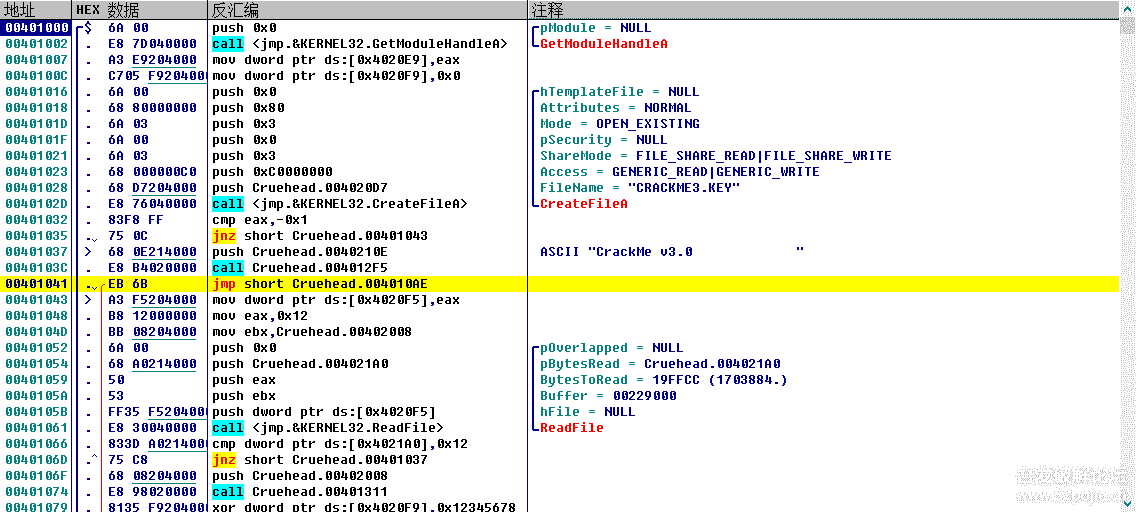 地址 HEX 数据 反汇编 注释
00401000 $ 6A 00 push 0x0 pModule = NULL
00401002 . E8 7D040000 call <jmp.&KERNEL32.GetModuleHandleA> GetModuleHandleA
00401007 . A3 E9204000 mov dword ptr ds:[0x4020E9],eax
0040100C . C705 F9204000 mov dword ptr ds:[0x4020F9],0x0
00401016 . 6A 00 push 0x0 hTemplateFile = NULL
00401018 . 68 80000000 push 0x80 Attributes = NORMAL
0040101D . 6A 03 push 0x3 Mode = OPEN_EXISTING
0040101F . 6A 00 push 0x0 pSecurity = NULL
00401021 . 6A 03 push 0x3 ShareMode = FILE_SHARE_READ|FILE_SHARE_WRITE
00401023 . 68 000000C0 push 0xC0000000 Access = GENERIC_READ|GENERIC_WRITE
00401028 . 68 D7204000 push Cruehead.004020D7 FileName = "CRACKME3.KEY"
0040102D . E8 76040000 call <jmp.&KERNEL32.CreateFileA> CreateFileA
00401032 . 83F8 FF cmp eax,-0x1
00401035 . 75 0C jnz short Cruehead.00401043
00401037 > 68 0E214000 push Cruehead.0040210E ASCII "CrackMe v3.0 "
0040103C . E8 B4020000 call Cruehead.004012F5
00401041 . EB 6B jmp short Cruehead.004010AE
00401043 > A3 F5204000 mov dword ptr ds:[0x4020F5],eax
00401048 . B8 12000000 mov eax,0x12
0040104D . BB 08204000 mov ebx,Cruehead.00402008
00401052 . 6A 00 push 0x0 pOverlapped = NULL
00401054 . 68 A0214000 push Cruehead.004021A0 pBytesRead = Cruehead.004021A0
00401059 . 50 push eax BytesToRead = 19FFCC (1703884.)
0040105A . 53 push ebx Buffer = 00229000
0040105B . FF35 F5204000 push dword ptr ds:[0x4020F5] hFile = NULL
00401061 . E8 30040000 call <jmp.&KERNEL32.ReadFile> ReadFile
00401066 . 833D A0214000 cmp dword ptr ds:[0x4021A0],0x12
0040106D .^ 75 C8 jnz short Cruehead.00401037
0040106F . 68 08204000 push Cruehead.00402008
00401074 . E8 98020000 call Cruehead.00401311
00401079 . 8135 F9204000 xor dword ptr ds:[0x4020F9],0x12345678